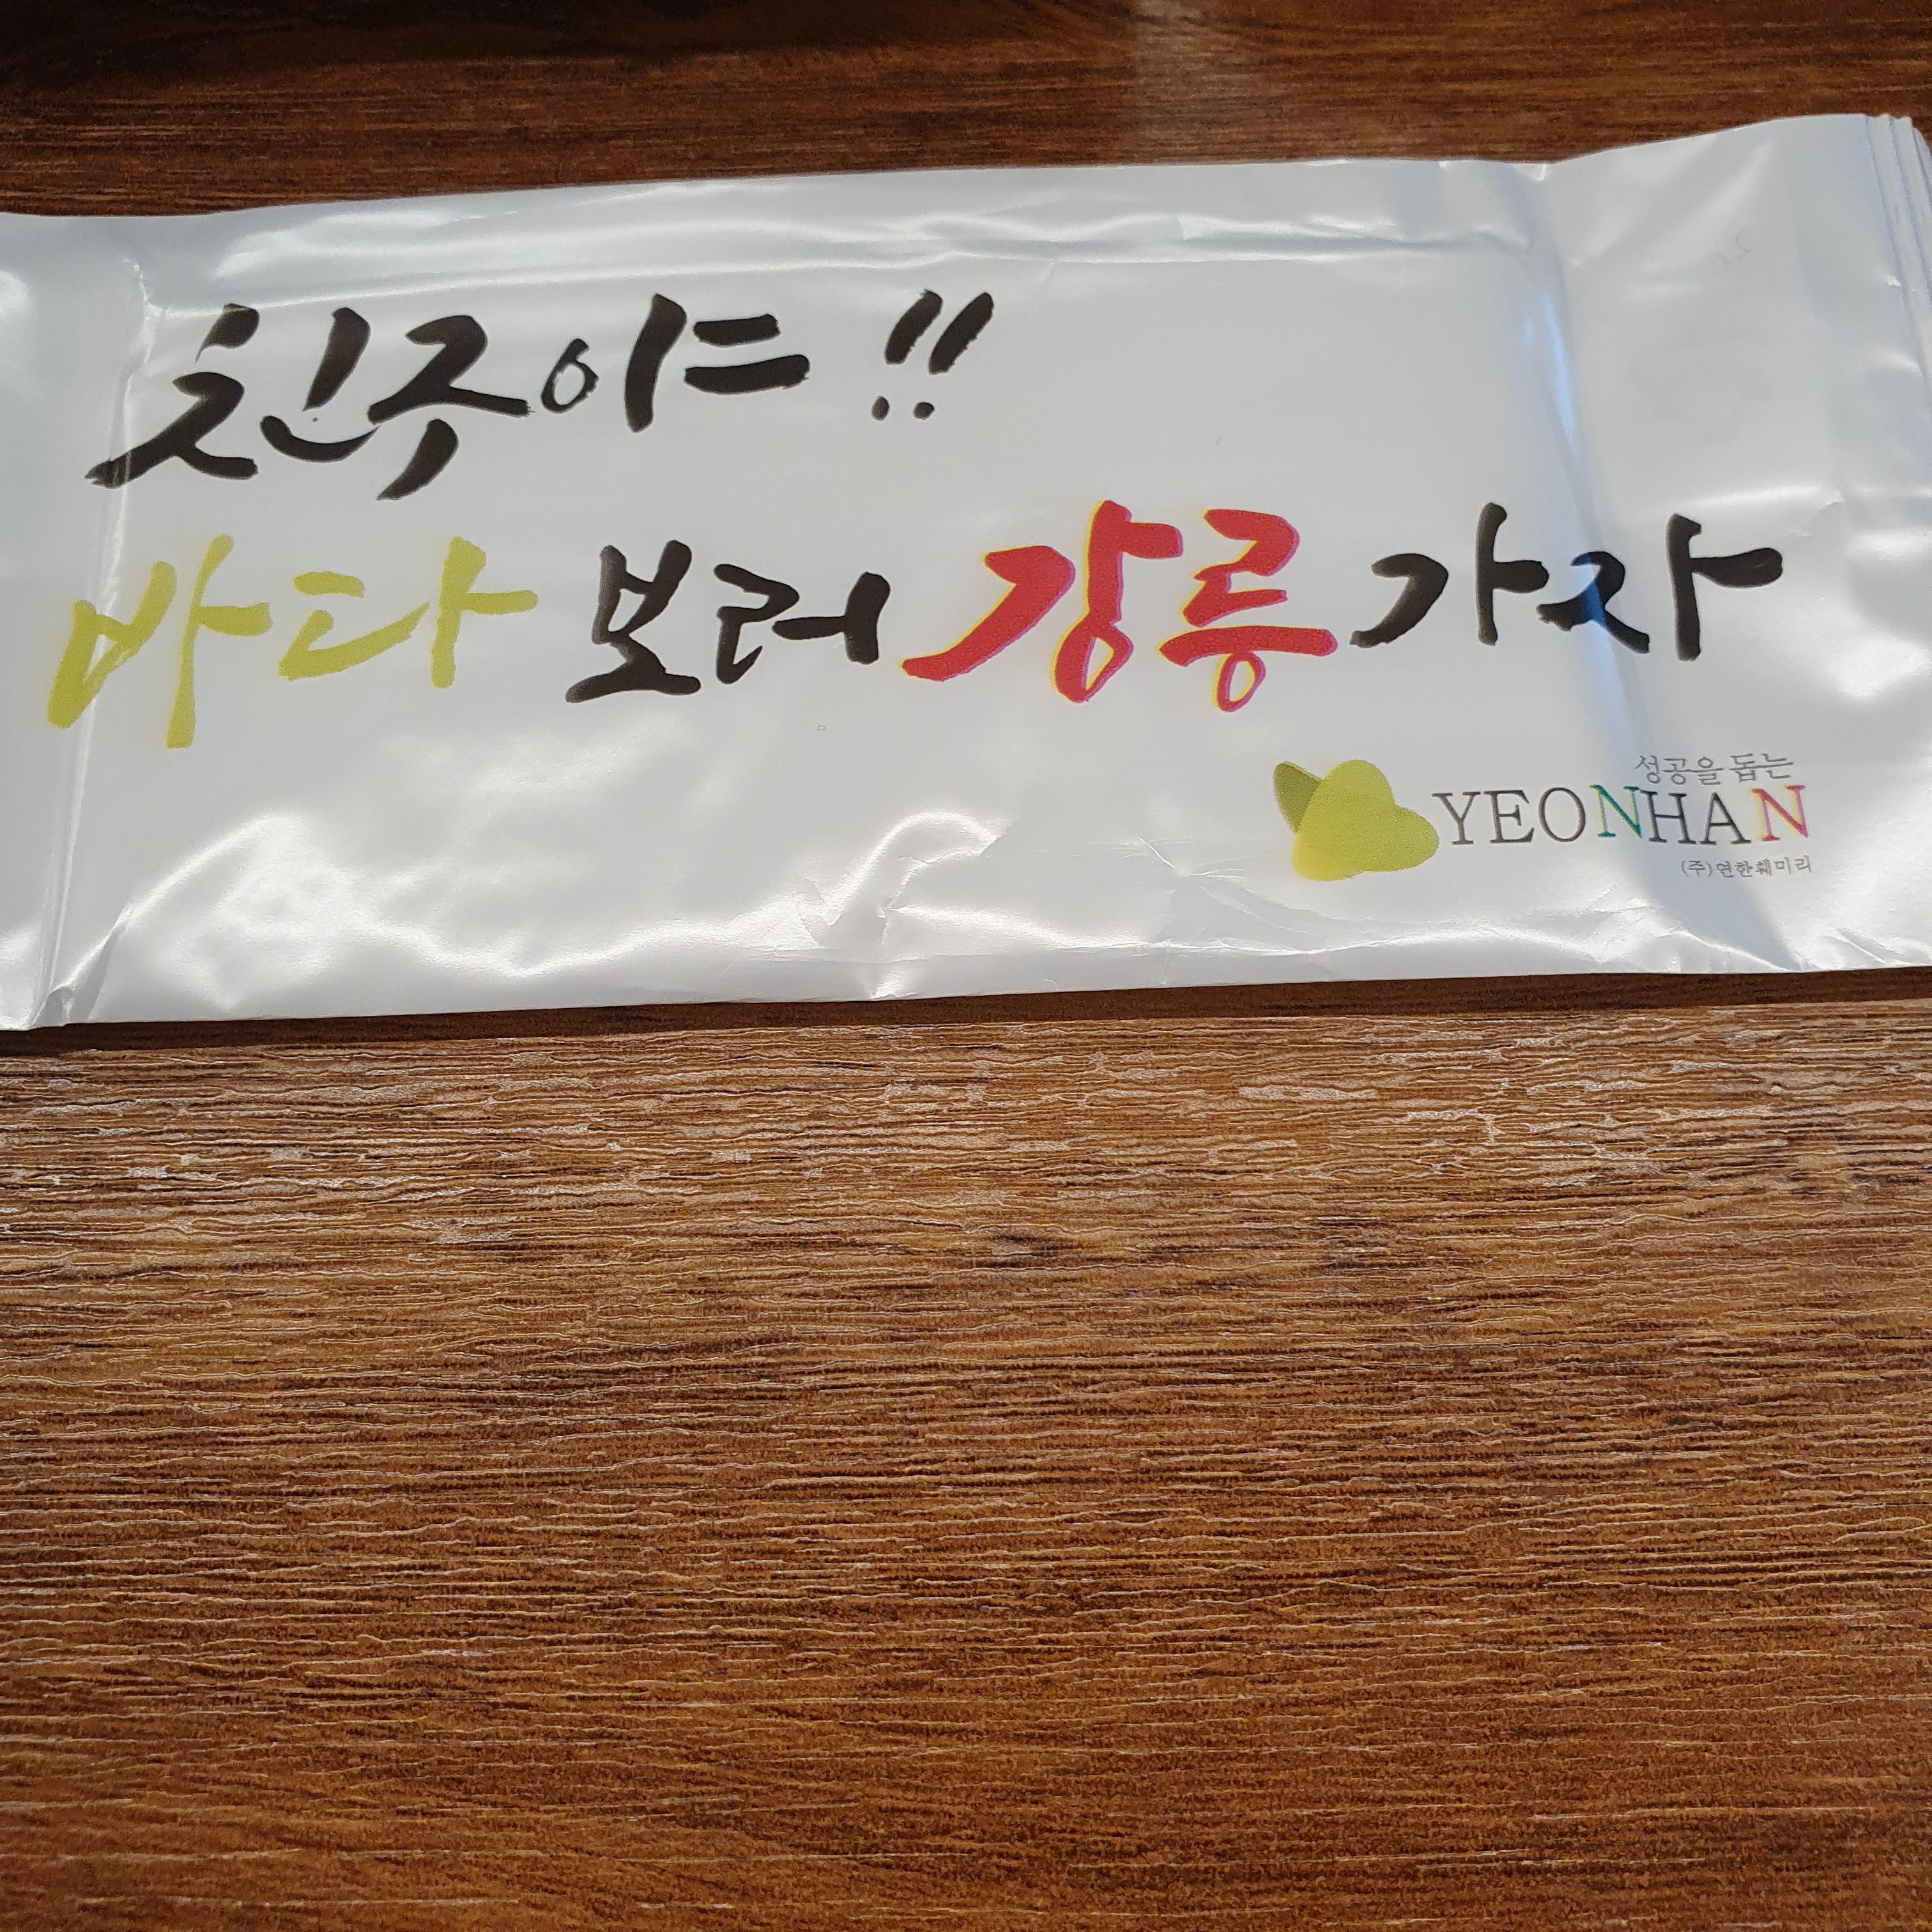 친구야!!
바다 보러 강릉 가자
성공을 돕는
YEONHAN
(주)연한훼미리